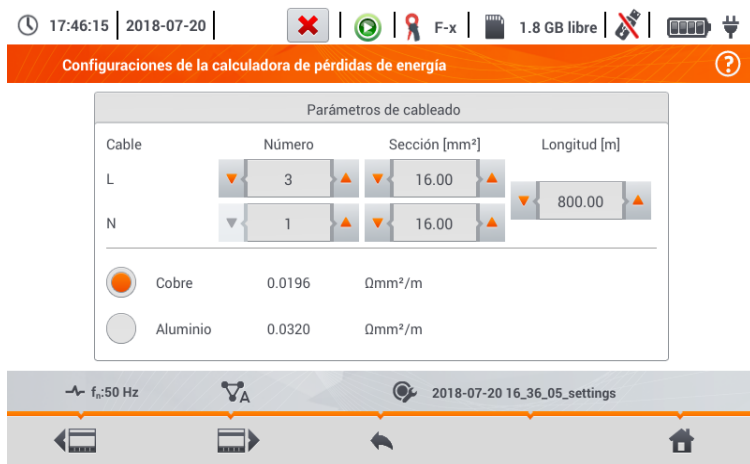 17:46:15 2018-07-20 F-x 1.8 GB libre
Configuraciones de la calculadora de pérdidas de energía ?
Parámetros de cableado
Cable Número Sección [mm²] Longitud [m]
L 3 16.00
800.00
N 1 16.00
Cobre 0.0196 Ωmm²/m
Aluminio 0.0320 Ωmm²/m
fn:50 Hz A 2018-07-20 16_36_05_settings